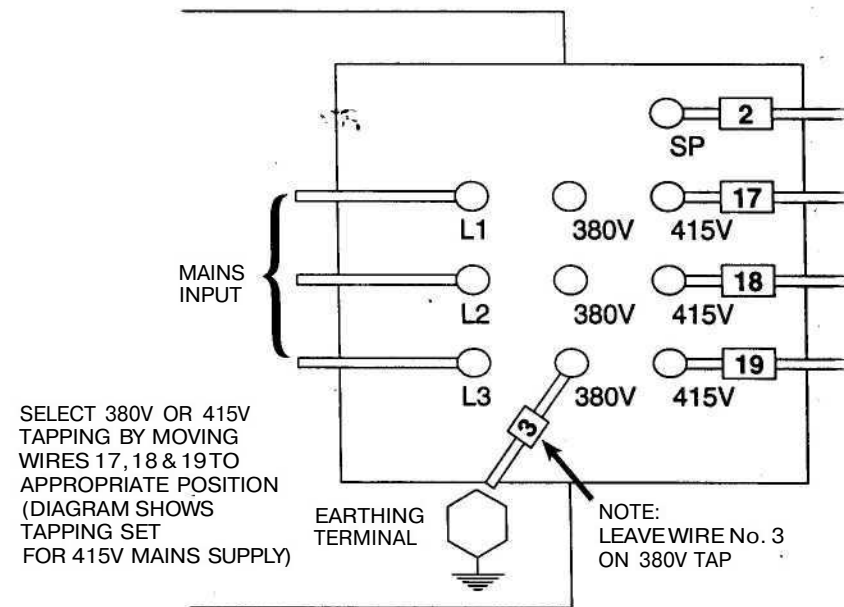 2
SP
17
L1 380V 415V
MAINS
INPUT
18
L2 380V 415V
19
L3 380V 415V
3
SELECT 380V OR 415V
TAPPING BY MOVING
WIRES 17, 18 & 19 TO
APPROPRIATE POSITION
(DIAGRAM SHOWS
TAPPING SET
FOR 415V MAINS SUPPLY)
EARTHING
TERMINAL
NOTE:
LEAVE WIRE No. 3
ON 380V TAP